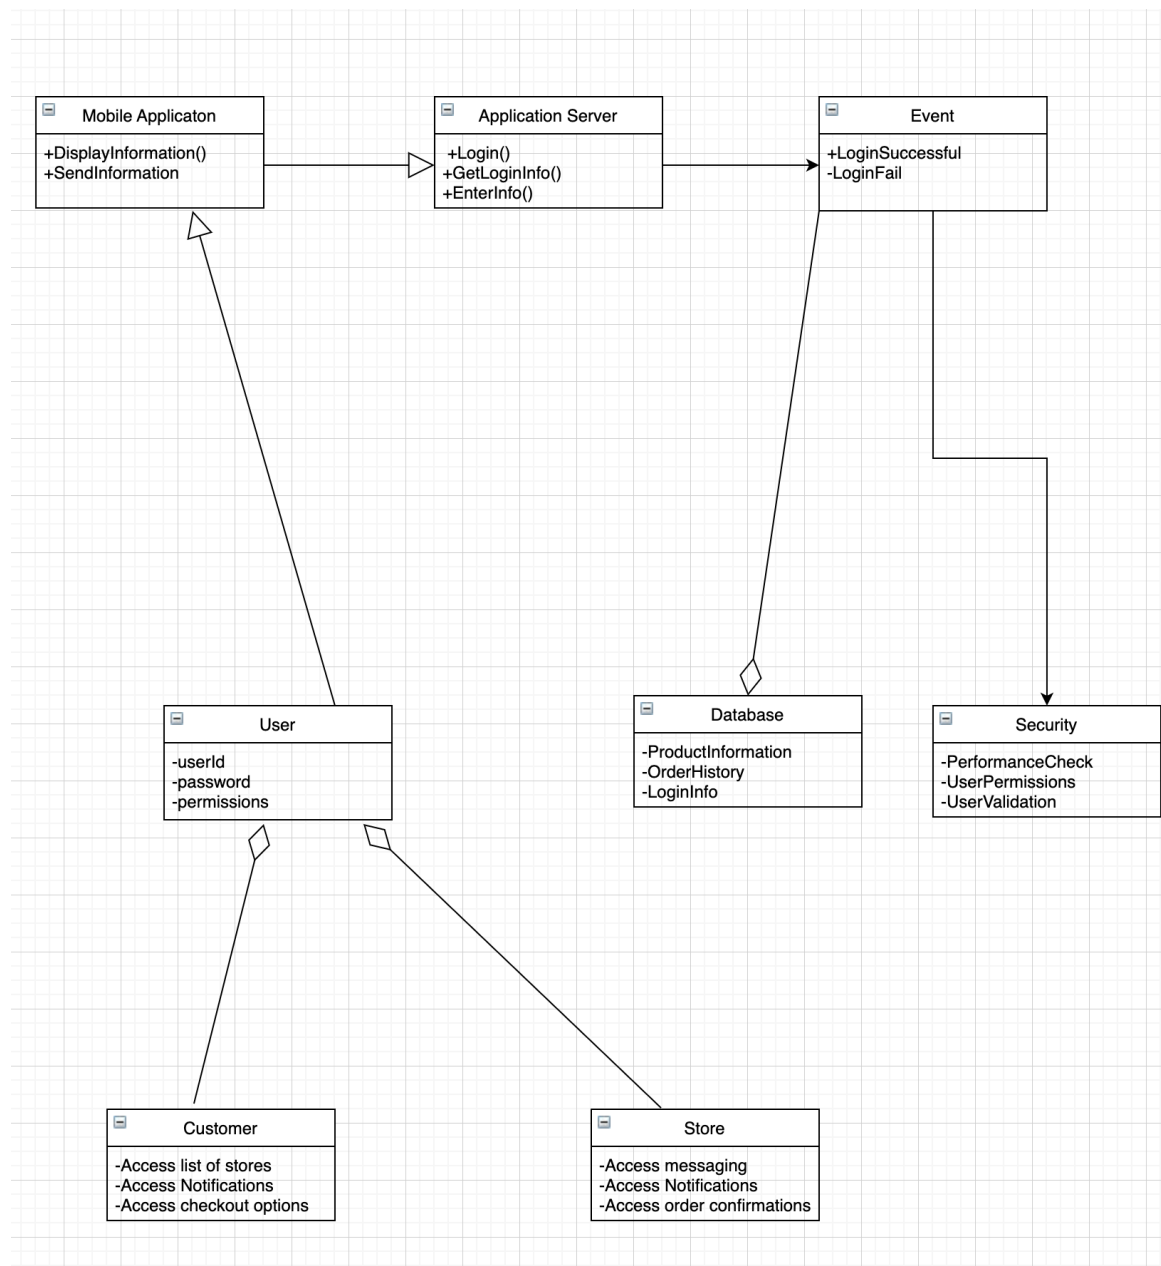 Mobile Applicaton
+DisplayInformation()
+SendInformation
Application Server
+Login()
+GetLoginInfo()
+EnterInfo()
Event
+LoginSuccessful
-LoginFail
User
-userId
-password
-permissions
Database
-ProductInformation
-OrderHistory
-LoginInfo
Security
-PerformanceCheck
-UserPermissions
-UserValidation
Customer
-Access list of stores
-Access Notifications
-Access checkout options
Store
-Access messaging
-Access Notifications
-Access order confirmations